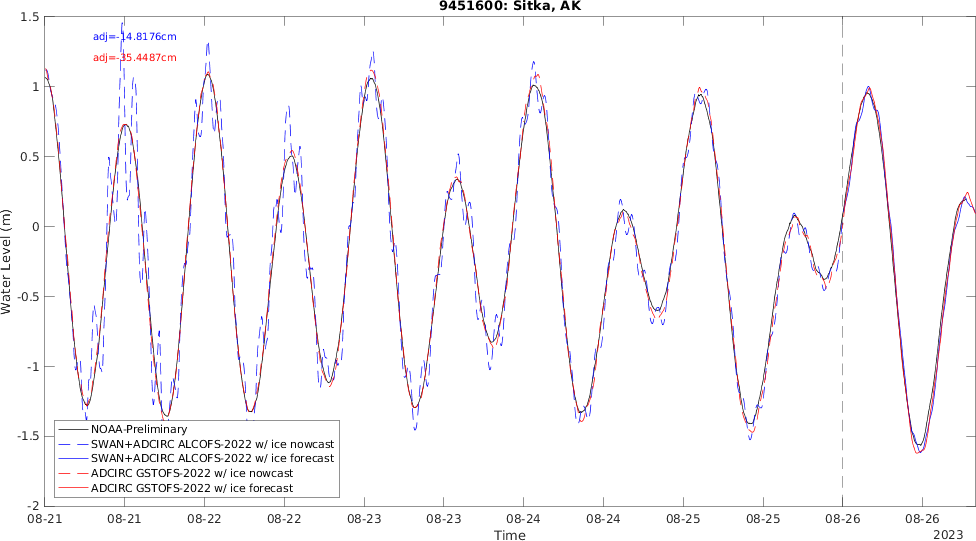 9451600: Sitka, AK
adj=-14.8176cm
adj=-35.4487cm
1.5
1
0.5
0
-0.5
-1
-1.5
-2
Water Level (m)
NOAA-Preliminary
SWAN+ADCIRC ALCOFS-2022 w/ ice nowcast
SWAN+ADCIRC ALCOFS-2022 w/ ice forecast
ADCIRC GSTOFS-2022 w/ ice nowcast
ADCIRC GSTOFS-2022 w/ ice forecast
08-21 08-21 08-22 08-22 08-23 08-23 08-24 08-24 08-25 08-25 08-26 08-26
Time
2023